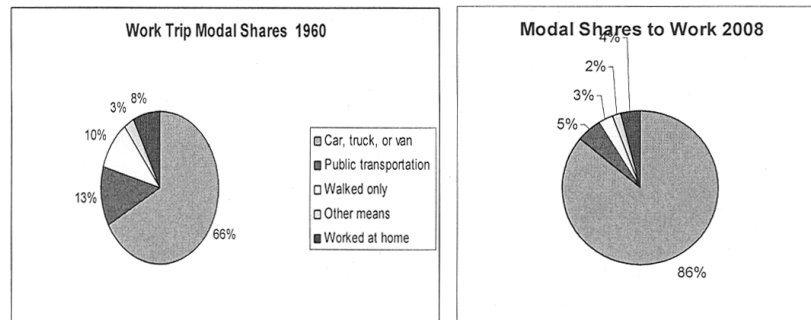 Work Trip Modal Shares 1960
8%
3%
10%
13%
66%
Car, truck, or van
Public transportation
Walked only
Other means
Worked at home
Modal Shares to Work 2008
4%
2%
3%
5%
86%